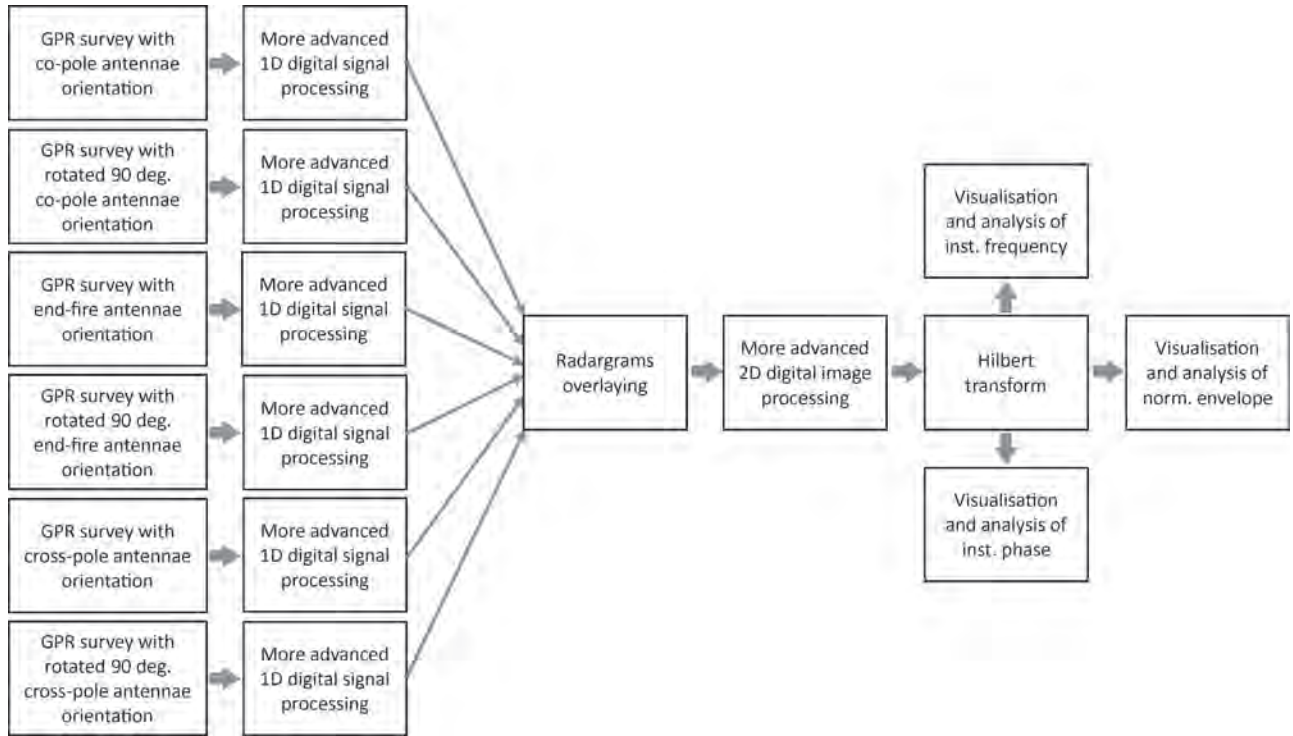 GPR survey with
co-pole antennae
orientation
More advanced
1D digital signal
processing
GPR survey with
rotated 90 deg.
co-pole antennae
orientation
More advanced
1D digital signal
processing
GPR survey with
end-fire antennae
orientation
More advanced
1D digital signal
processing
GPR survey with
rotated 90 deg.
end-fire antennae
orientation
More advanced
1D digital signal
processing
GPR survey with
cross-pole antennae
orientation
More advanced
1D digital signal
processing
GPR survey with
rotated 90 deg.
cross-pole antennae
orientation
More advanced
1D digital signal
processing
Radargrams
overlaying
More advanced
2D digital image
processing
Hilbert
transform
Visualisation
and analysis of
inst. frequency
Visualisation
and analysis of
norm. envelope
Visualisation
and analysis of
inst. phase